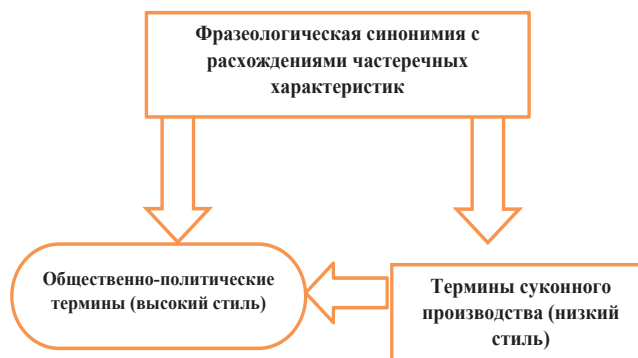 Фразеологическая синонимия с
расхождениями частеречных
характеристик
Общественно-политические
термины (высокий стиль)
Термины суконного
производства (низкий
стиль)